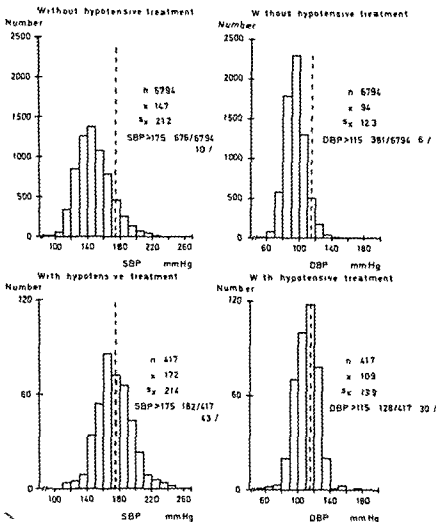 Without hypotensive treatment
Number
2500
2000
1500
1000
500
0
n 6794
x 147
sx 21.2
SBP>175 676/6794
10 /
100 140 180 220 260
SBP mmHg
Without hypotensive treatment
Number
2500
2000
1500
1000
500
0
n 6794
x 94
sx 12.3
DBP>115 381/6794 6 /
60 100 140 180
DBP mmHg
With hypotensive treatment
Number
120
60
0
n 417
x 172
sx 21.4
SBP>175 182/417
43 /
100 140 180 220 260
SBP mmHg
With hypotensive treatment
Number
120
60
0
n 417
x 109
sx 13.9
DBP>115 128/417 30 /
60 100 140 180
DBP mmHg